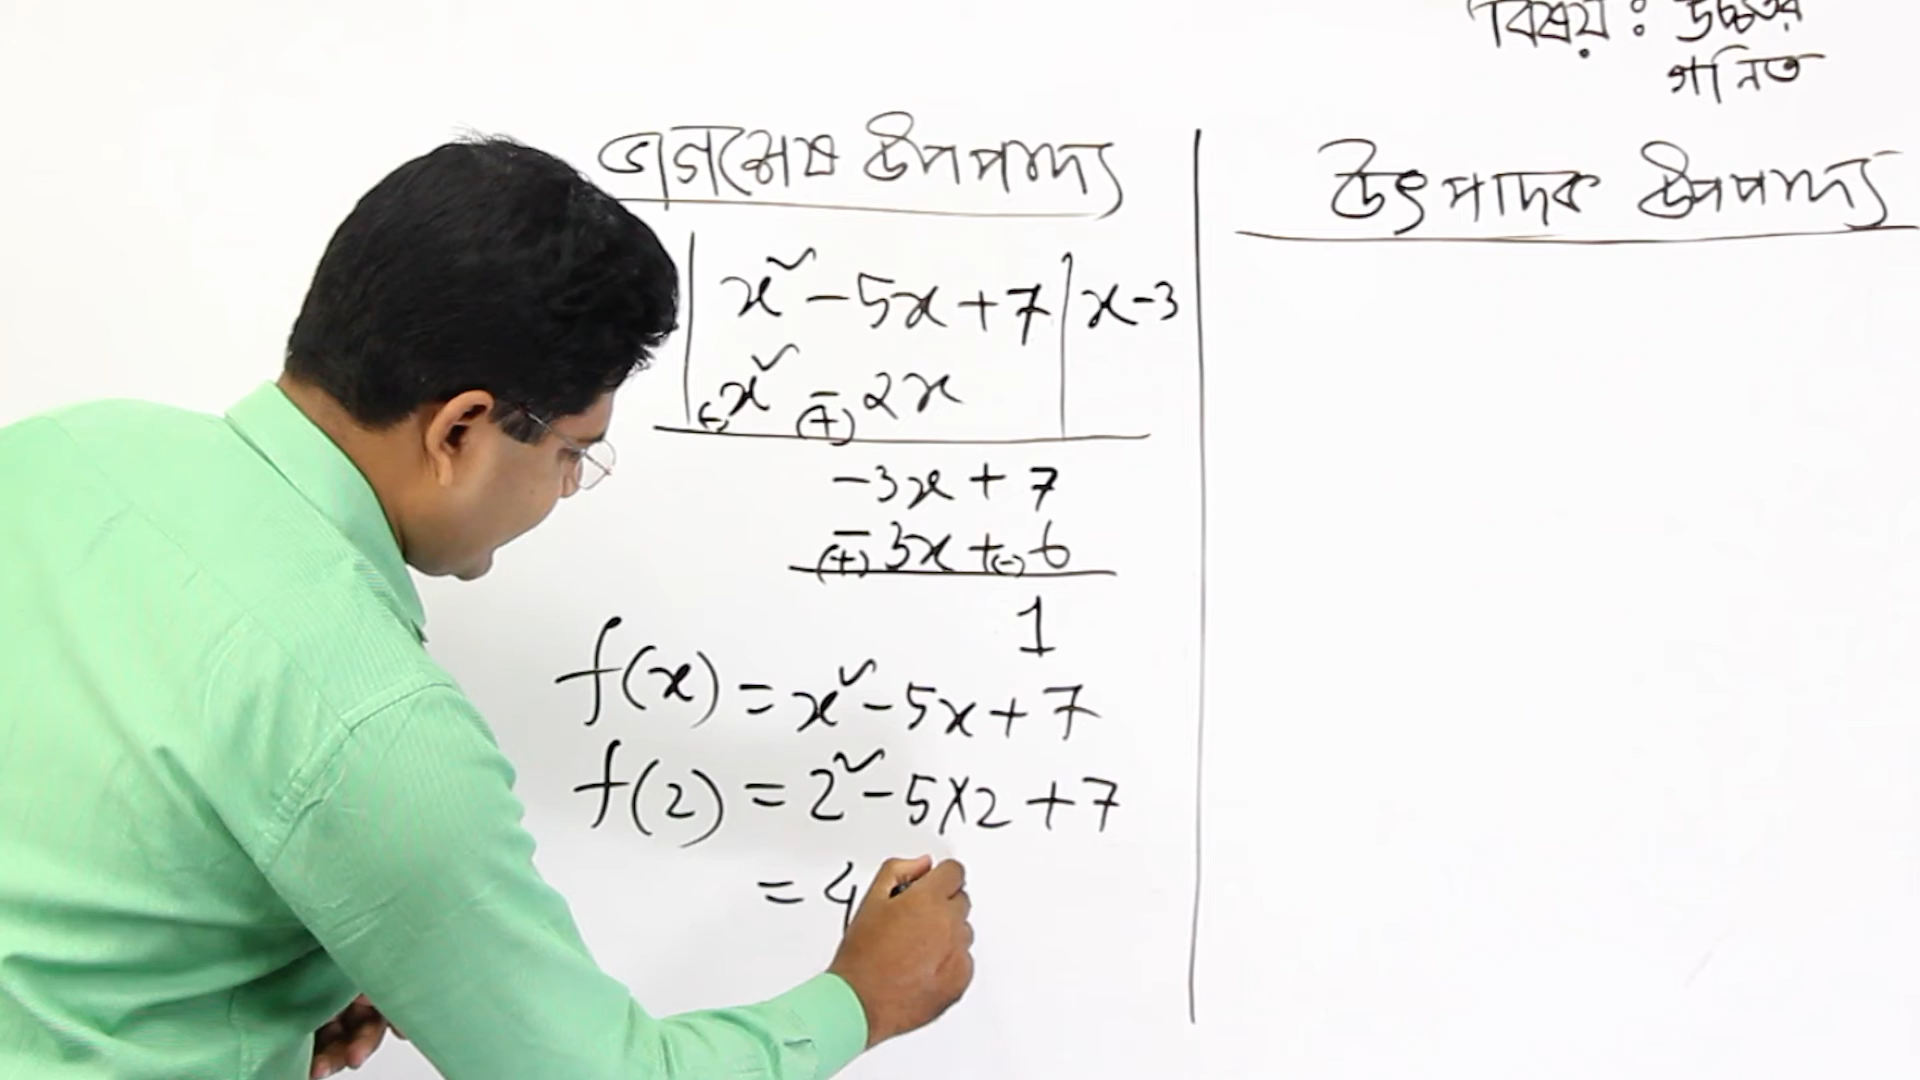 বিষয় : উচ্চতর
গনিত
ভাগশেষ উপপাদ্য
x² - 5x + 7 | x - 3
(-)x² -(+) 2x
-3x + 7
-(+) 3x +(-) 6
1
f(x) = x² - 5x + 7
f(2) = 2² - 5×2 + 7
= 4
উৎপাদক উপপাদ্য